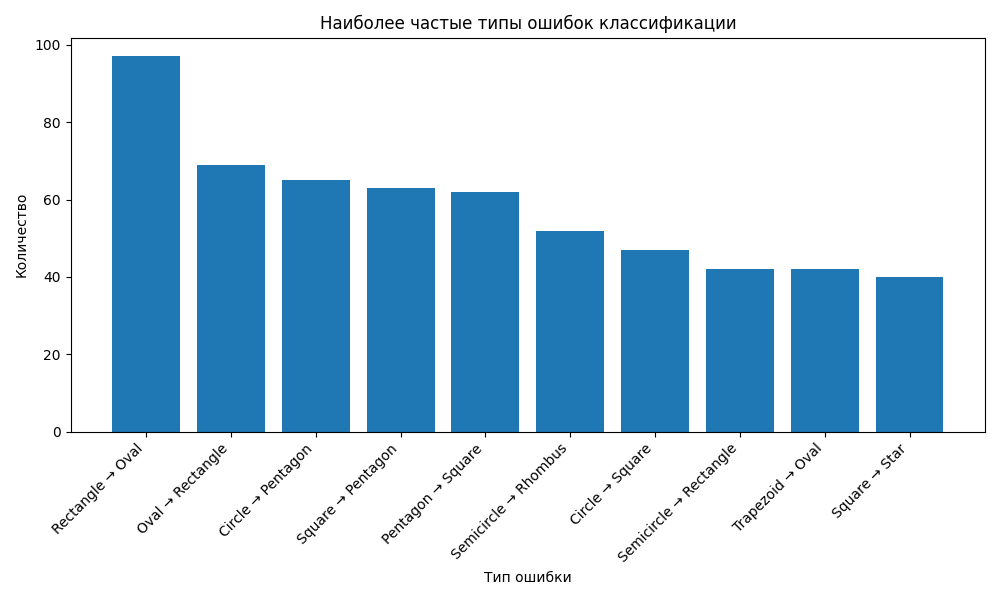 Наиболее частые типы ошибок классификации
Количество
100
80
60
40
20
0
Rectangle → Oval
Oval → Rectangle
Circle → Pentagon
Square → Pentagon
Pentagon → Square
Semicircle → Rhombus
Circle → Square
Semicircle → Rectangle
Trapezoid → Oval
Square → Star
Тип ошибки